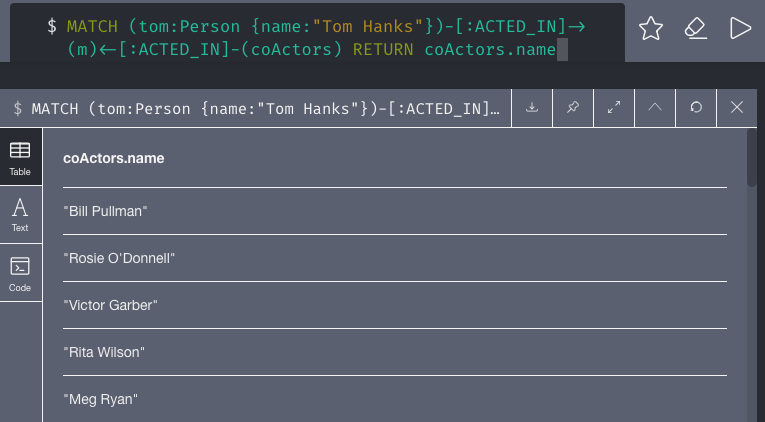 $ MATCH (tom:Person {name:"Tom Hanks"})-[:ACTED_IN]->
(m)<-[:ACTED_IN]-(coActors) RETURN coActors.name
$ MATCH (tom:Person {name:"Tom Hanks"})-[:ACTED_IN]…
Table
Text
Code
coActors.name
"Bill Pullman"
"Rosie O'Donnell"
"Victor Garber"
"Rita Wilson"
"Meg Ryan"